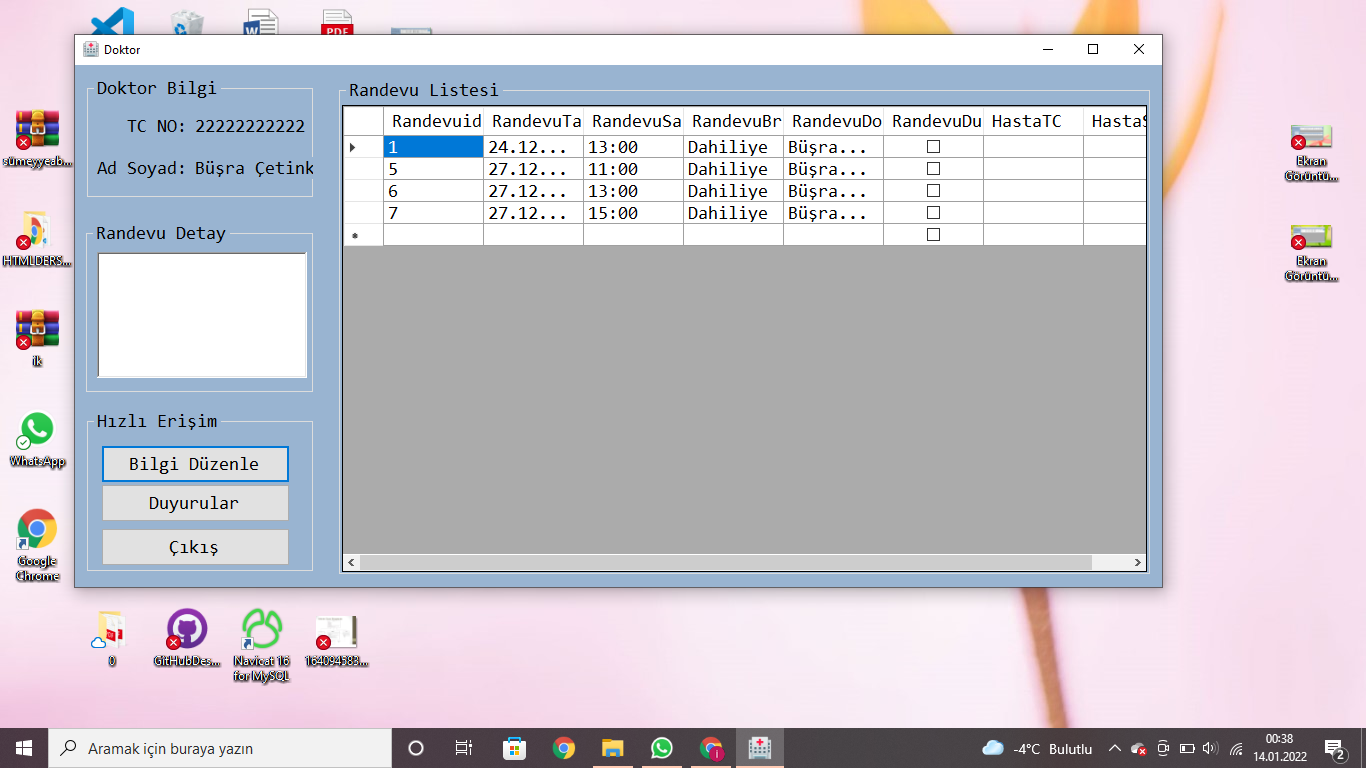 Doktor
Doktor Bilgi
TC NO: 22222222222
Ad Soyad: Büşra Çetink
Randevu Detay
Hızlı Erişim
Bilgi Düzenle
Duyurular
Çıkış
Randevu Listesi
Randevuid RandevuTa RandevuSa RandevuBr RandevuDo RandevuDu HastaTC HastaS
1 24.12... 13:00 Dahiliye Büşra...
5 27.12... 11:00 Dahiliye Büşra...
6 27.12... 13:00 Dahiliye Büşra...
7 27.12... 15:00 Dahiliye Büşra...
PDF
sümeyyeab...
HTMLDERS...
ik
WhatsApp
Google
Chrome
0
GitHubDes...
Navicat 16
for MySQL
164094583...
Ekran
Görüntü...
Ekran
Görüntü...
Aramak için buraya yazın
-4°C Bulutlu
00:38
14.01.2022
2